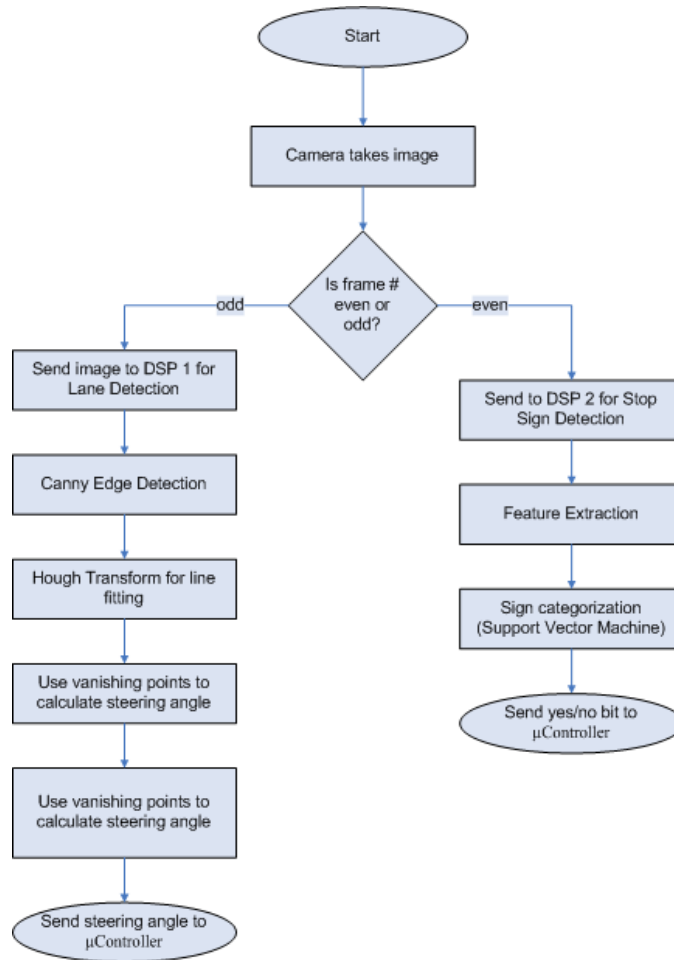 Start
Camera takes image
Is frame #
even or
odd?
odd
even
Send image to DSP 1 for
Lane Detection
Canny Edge Detection
Hough Transform for line
fitting
Use vanishing points to
calculate steering angle
Use vanishing points to
calculate steering angle
Send steering angle to
μController
Send to DSP 2 for Stop
Sign Detection
Feature Extraction
Sign categorization
(Support Vector Machine)
Send yes/no bit to
μController